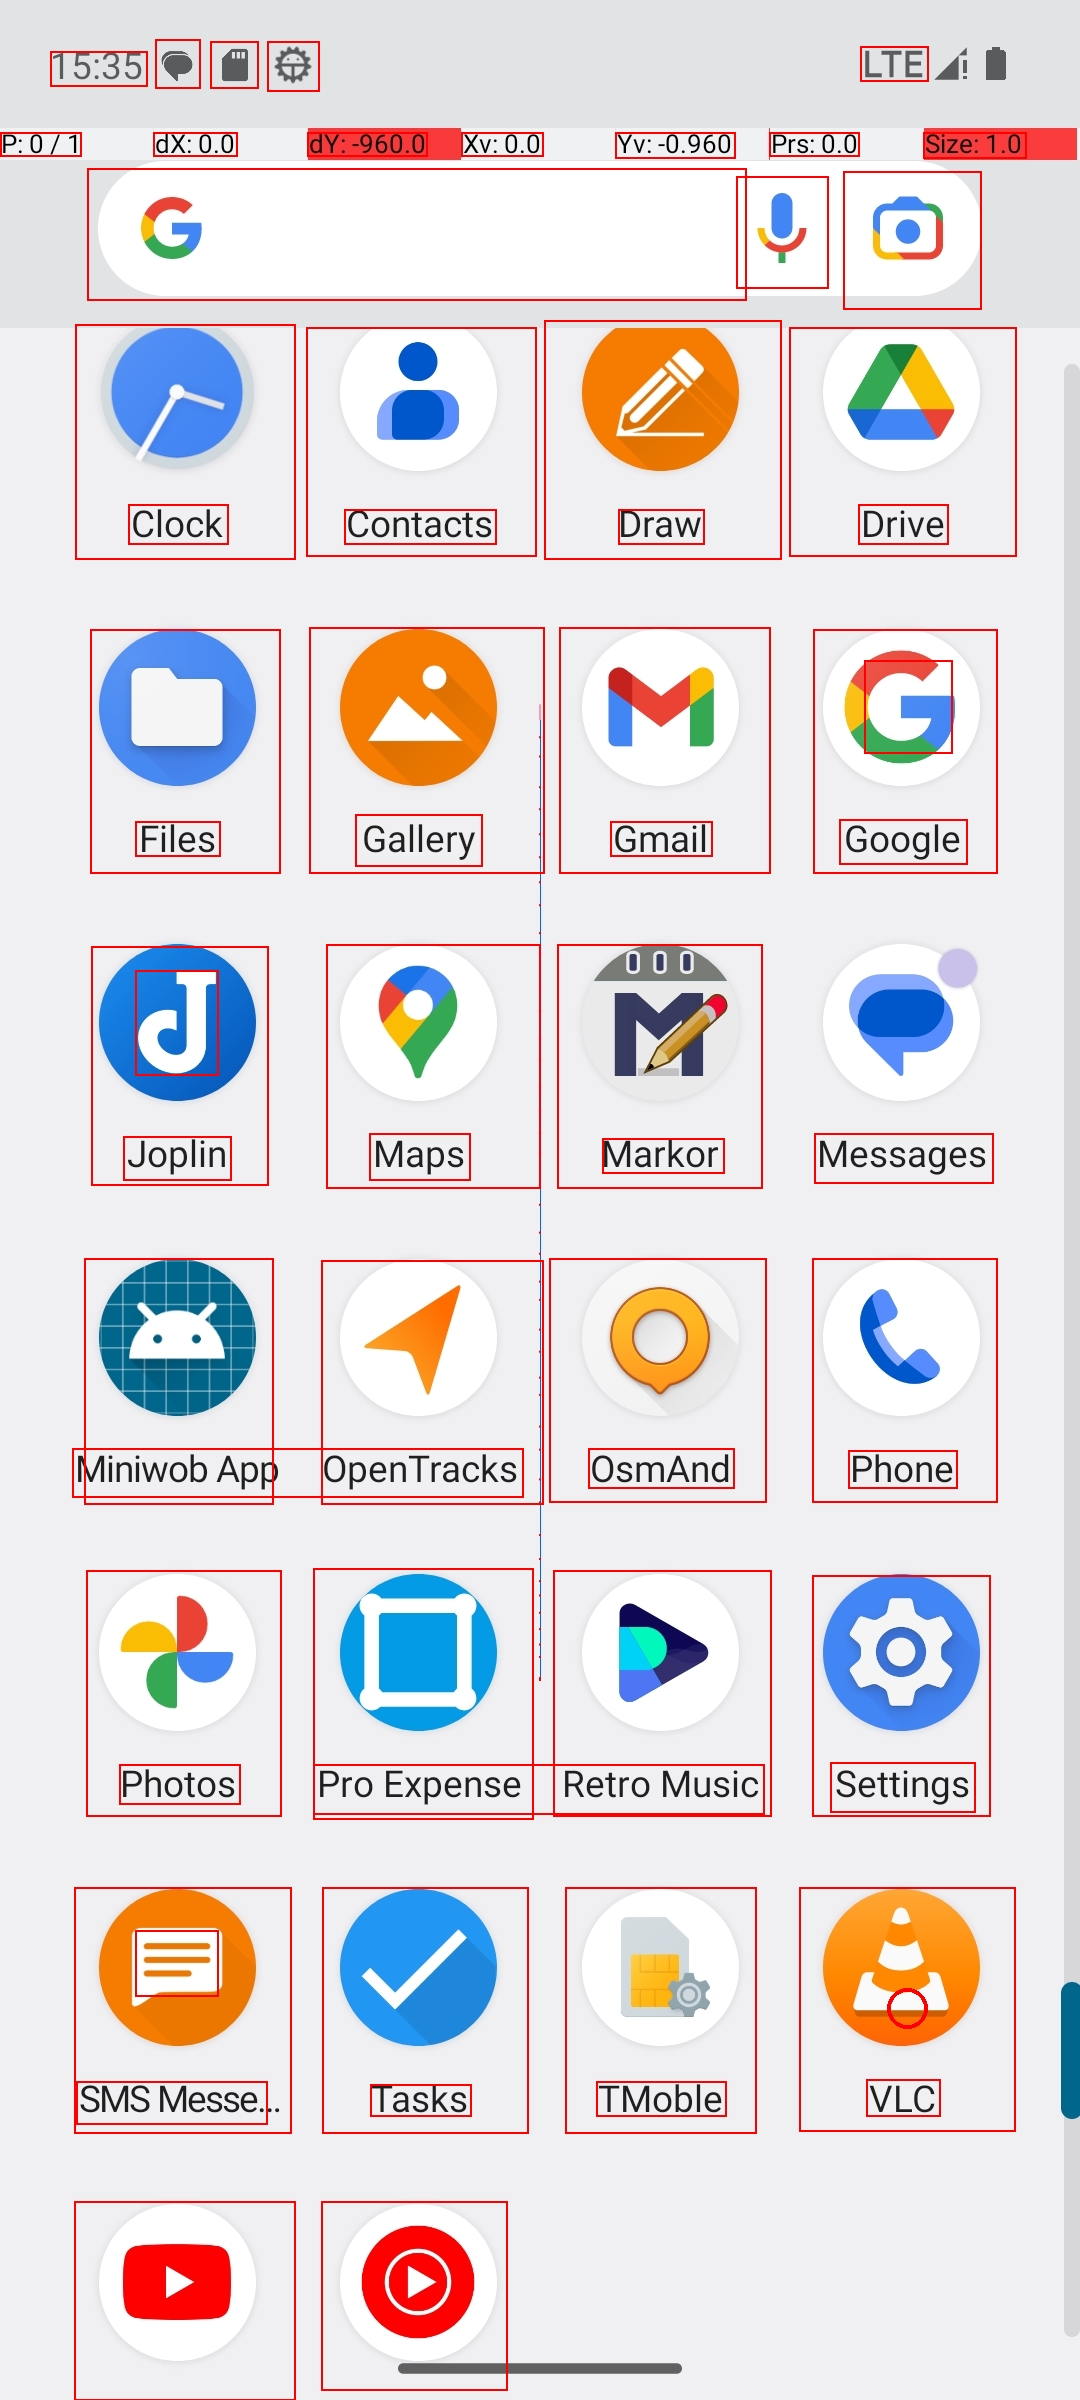 15:35 LTE
P: 0 / 1 dX: 0.0 dY: -960.0 Xv: 0.0 Yv: -0.960 Prs: 0.0 Size: 1.0
Clock Contacts Draw Drive
Files Gallery Gmail Google
Joplin Maps Markor Messages
Miniwob App OpenTracks OsmAnd Phone
Photos Pro Expense Retro Music Settings
SMS Messe... Tasks TMoble VLC